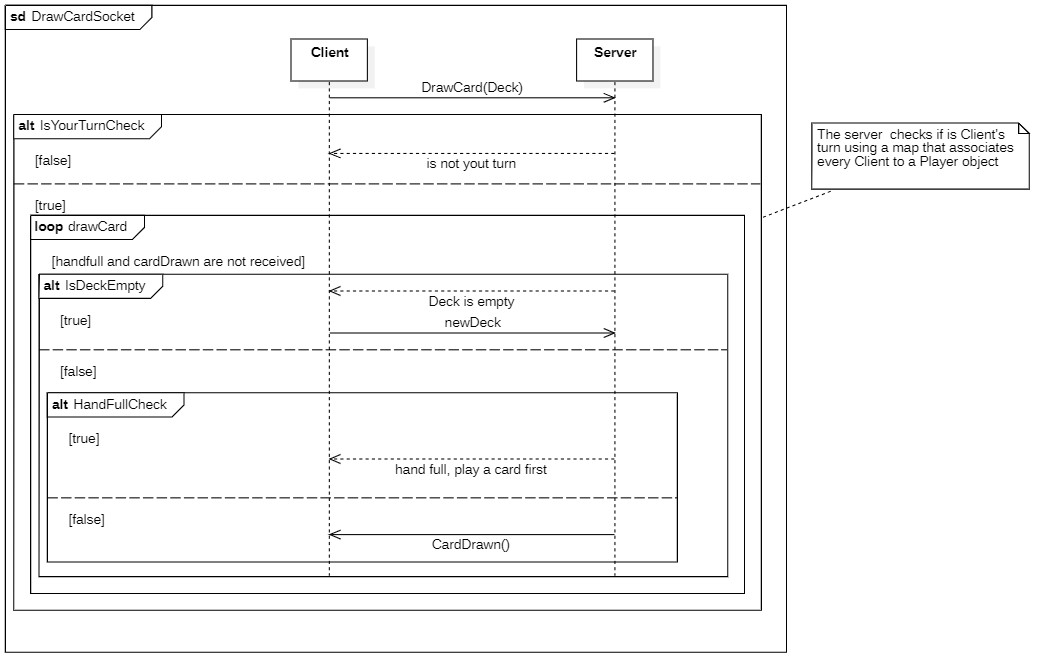 sd DrawCardSocket
Client
Server
DrawCard(Deck)
alt IsYourTurnCheck
The server checks if is Client's
turn using a map that associates
every Client to a Player object
[false]
is not yout turn
[true]
loop drawCard
[handfull and cardDrawn are not received]
alt IsDeckEmpty
Deck is empty
[true]
newDeck
[false]
alt HandFullCheck
[true]
hand full, play a card first
[false]
CardDrawn()